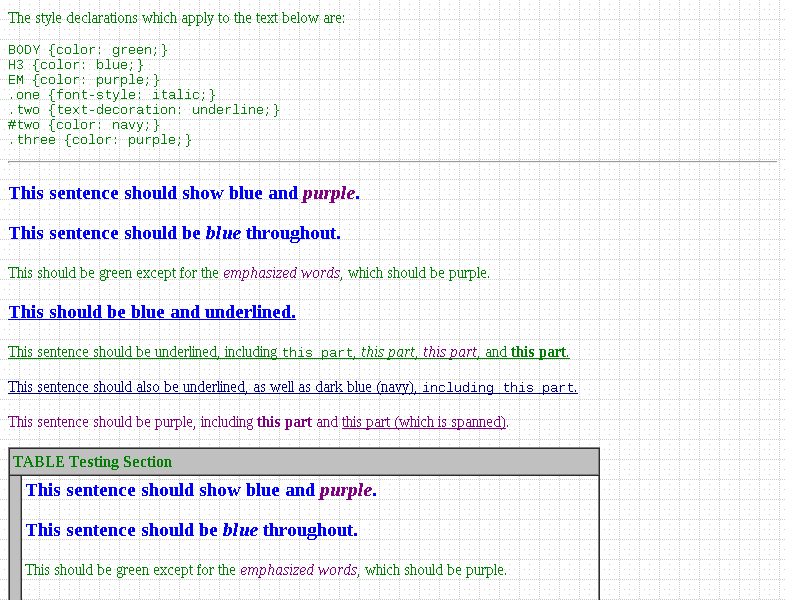 The style declarations which apply to the text below are:
BODY {color: green;}
H3 {color: blue;}
EM {color: purple;}
.one {font-style: italic;}
.two {text-decoration: underline;}
#two {color: navy;}
.three {color: purple;}
This sentence should show blue and purple.
This sentence should be blue throughout.
This should be green except for the emphasized words, which should be purple.
This should be blue and underlined.
This sentence should be underlined, including this part, this part, this part, and this part.
This sentence should also be underlined, as well as dark blue (navy), including this part.
This sentence should be purple, including this part and this part (which is spanned).
TABLE Testing Section
This sentence should show blue and purple.
This sentence should be blue throughout.
This should be green except for the emphasized words, which should be purple.